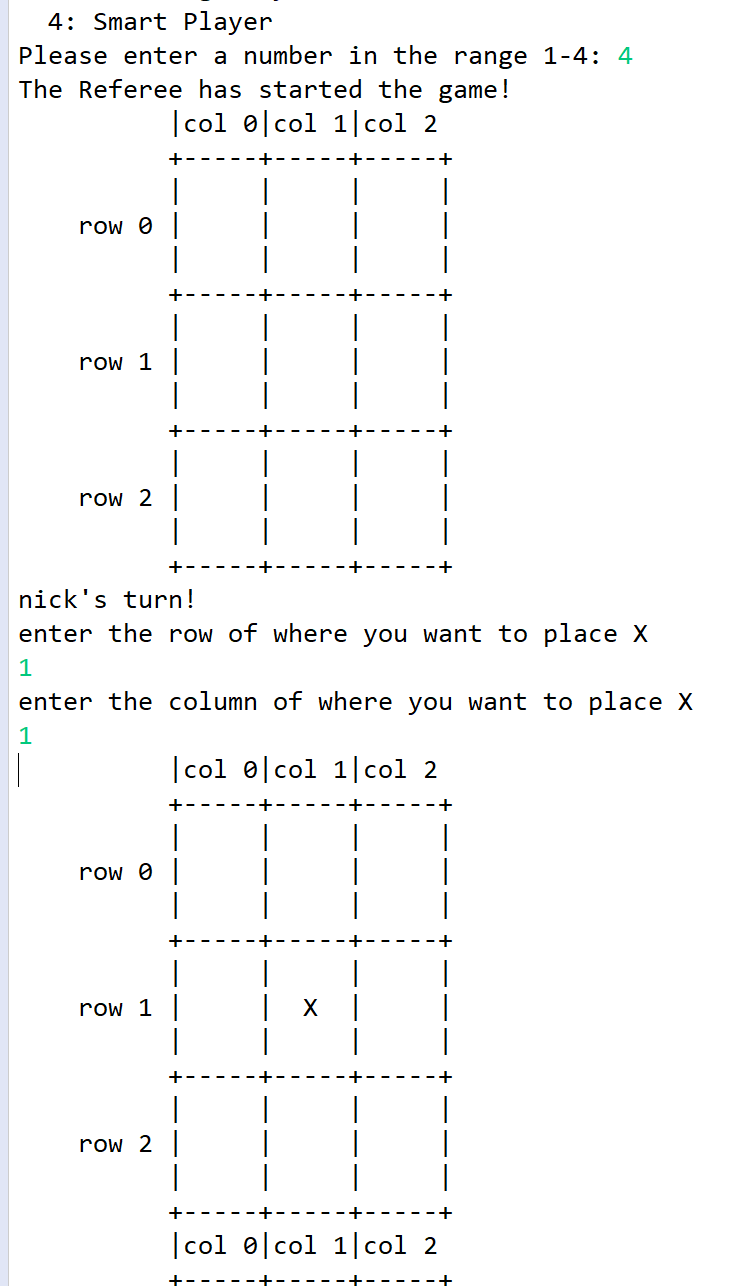 4: Smart Player
Please enter a number in the range 1-4: 4
The Referee has started the game!
          |col 0|col 1|col 2
          +-----+-----+-----+
          |     |     |     |
    row 0 |     |     |     |
          |     |     |     |
          +-----+-----+-----+
          |     |     |     |
    row 1 |     |     |     |
          |     |     |     |
          +-----+-----+-----+
          |     |     |     |
    row 2 |     |     |     |
          |     |     |     |
          +-----+-----+-----+
nick's turn!
enter the row of where you want to place X
1
enter the column of where you want to place X
1
          |col 0|col 1|col 2
          +-----+-----+-----+
          |     |     |     |
    row 0 |     |     |     |
          |     |     |     |
          +-----+-----+-----+
          |     |     |     |
    row 1 |     |  X  |     |
          |     |     |     |
          +-----+-----+-----+
          |     |     |     |
    row 2 |     |     |     |
          |     |     |     |
          +-----+-----+-----+
          |col 0|col 1|col 2
          +-----+-----+-----+